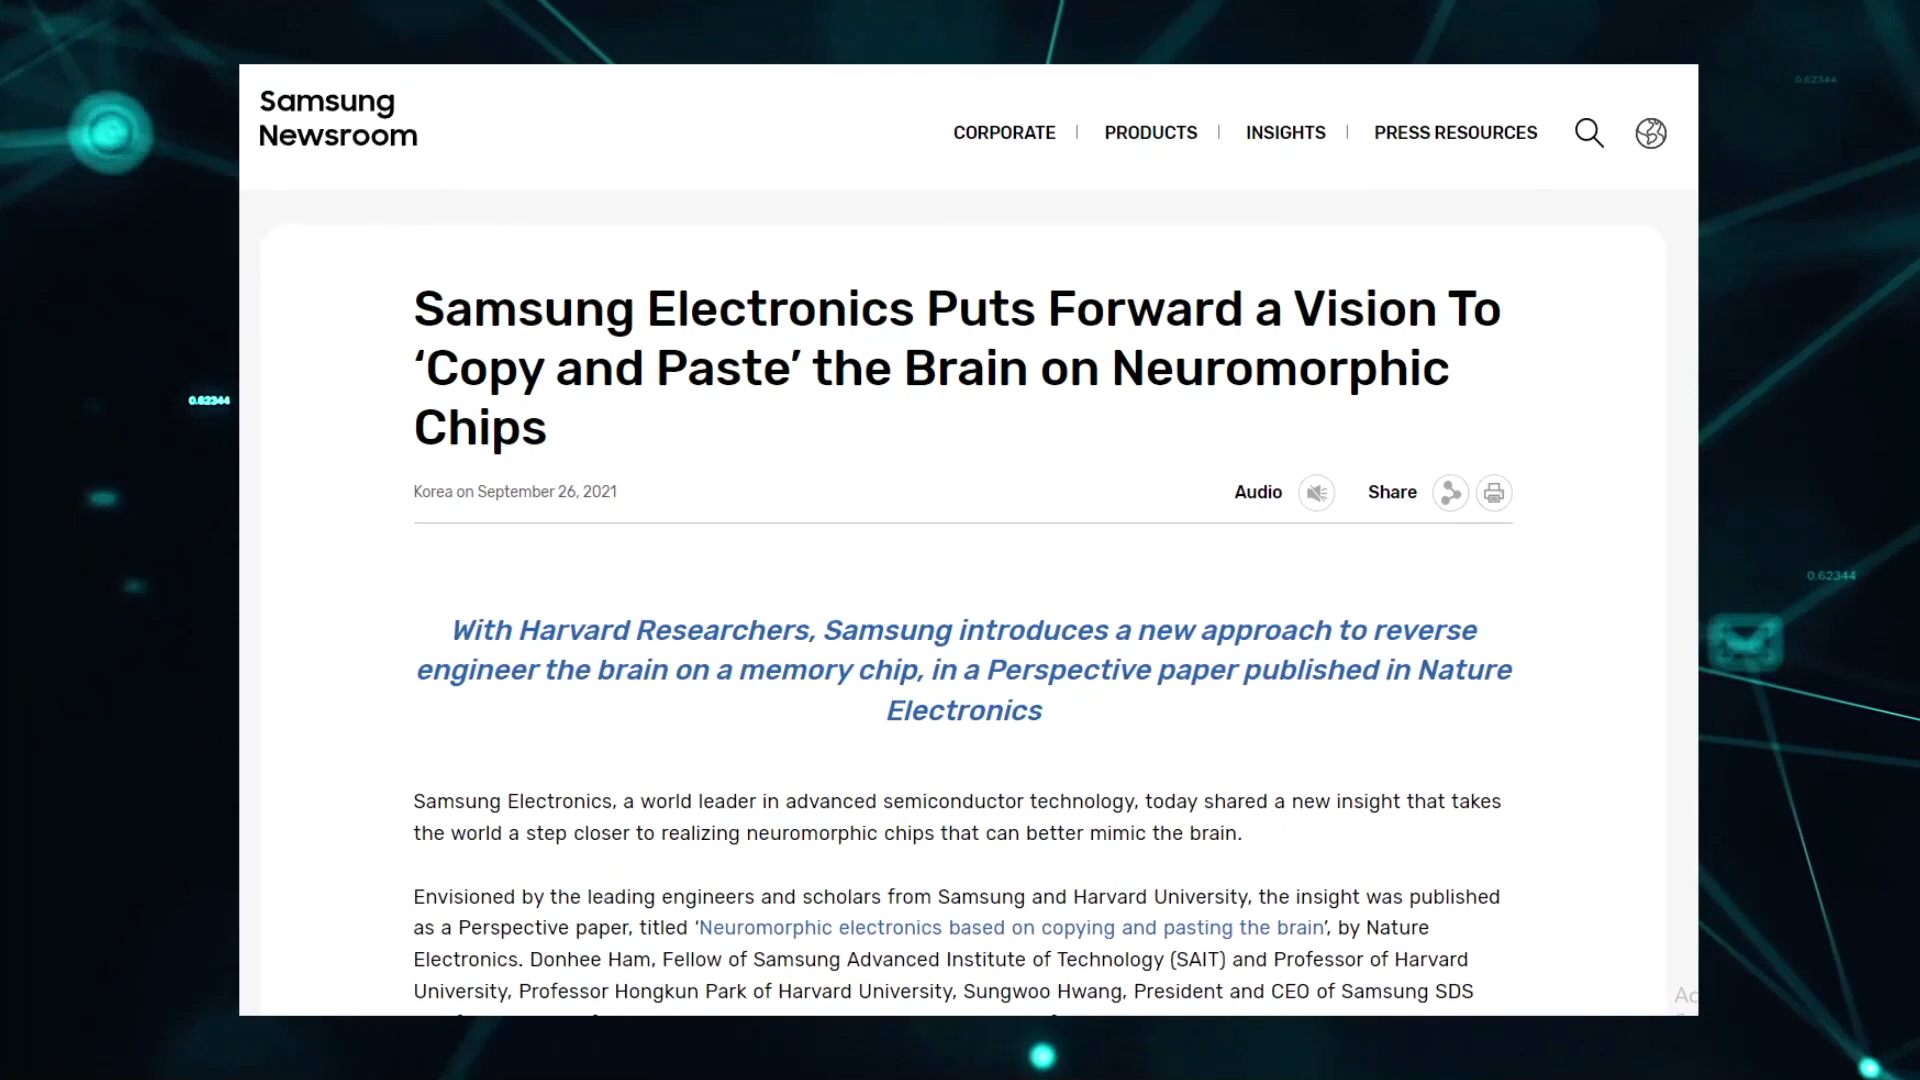 Samsung
Newsroom
CORPORATE | PRODUCTS | INSIGHTS | PRESS RESOURCES
0.62344
Samsung Electronics Puts Forward a Vision To
‘Copy and Paste’ the Brain on Neuromorphic
Chips
0.62344
Korea on September 26, 2021
Audio
Share
0.62344
With Harvard Researchers, Samsung introduces a new approach to reverse
engineer the brain on a memory chip, in a Perspective paper published in Nature
Electronics
Samsung Electronics, a world leader in advanced semiconductor technology, today shared a new insight that takes
the world a step closer to realizing neuromorphic chips that can better mimic the brain.
Envisioned by the leading engineers and scholars from Samsung and Harvard University, the insight was published
as a Perspective paper, titled ‘Neuromorphic electronics based on copying and pasting the brain’, by Nature
Electronics. Donhee Ham, Fellow of Samsung Advanced Institute of Technology (SAIT) and Professor of Harvard
University, Professor Hongkun Park of Harvard University, Sungwoo Hwang, President and CEO of Samsung SDS